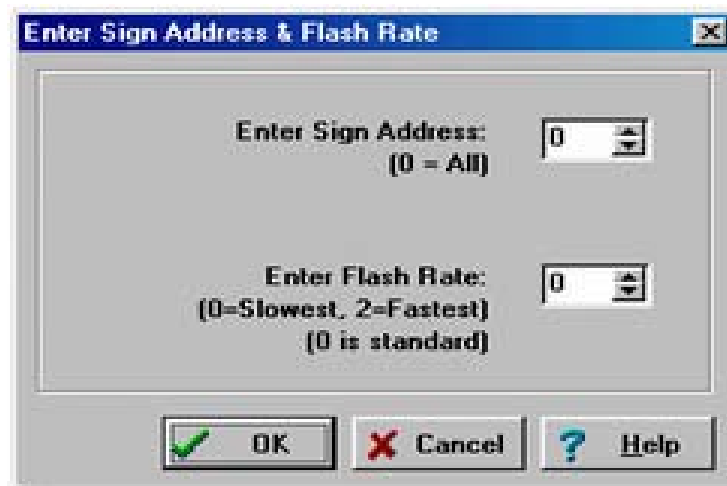 Enter Sign Address & Flash Rate
Enter Sign Address: 0
(0 = All)
Enter Flash Rate: 0
(0=Slowest, 2=Fastest)
(0 is standard)
OK Cancel ? Help